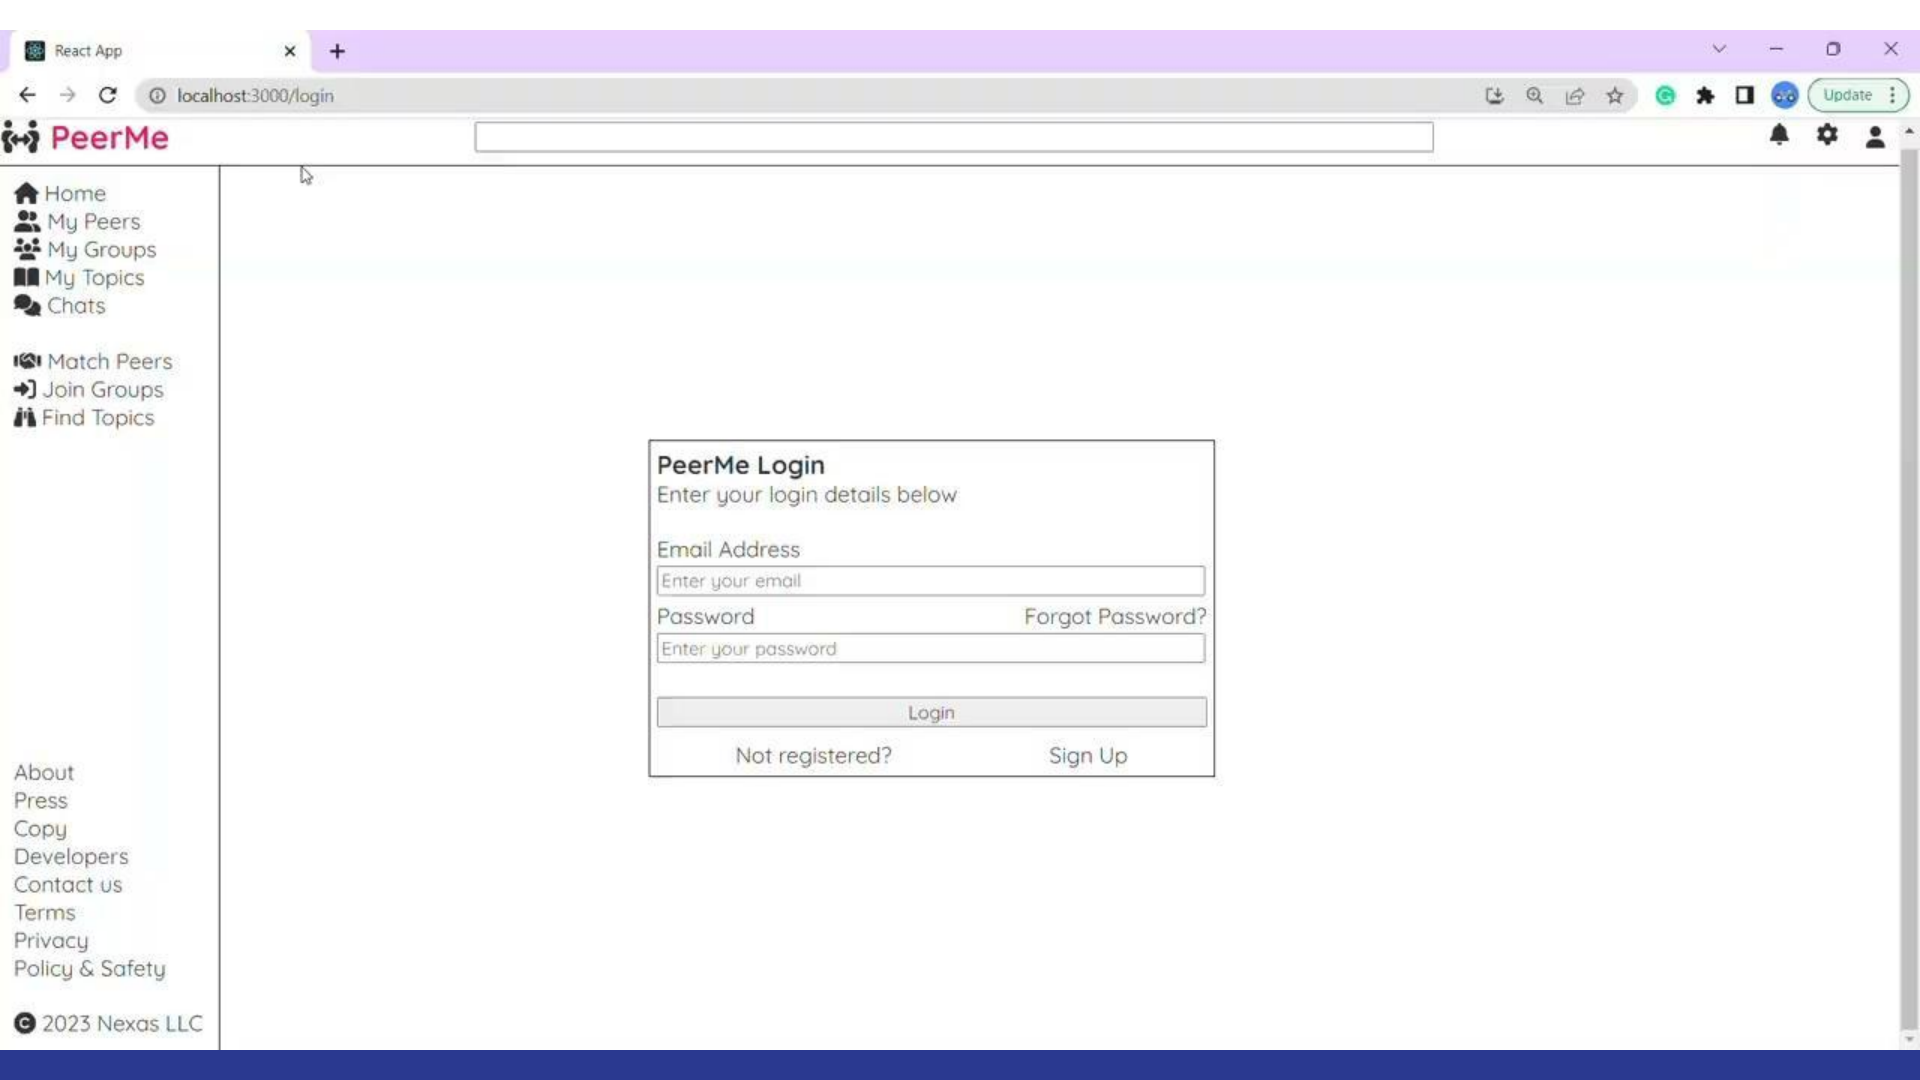 React App
localhost:3000/login
Update
PeerMe
Home
My Peers
My Groups
My Topics
Chats
Match Peers
Join Groups
Find Topics
PeerMe Login
Enter your login details below
Email Address
Enter your email
Password Forgot Password?
Enter your password
Login
Not registered? Sign Up
About
Press
Copy
Developers
Contact us
Terms
Privacy
Policy & Safety
© 2023 Nexas LLC